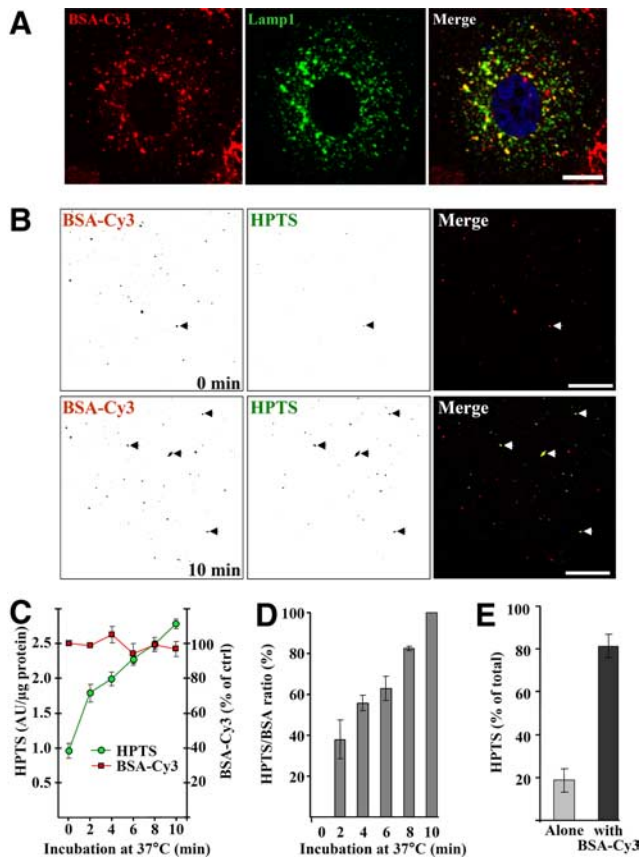 A
BSA-Cy3 Lamp1 Merge
B
BSA-Cy3 HPTS Merge
0 min
BSA-Cy3 HPTS Merge
10 min
C
HPTS (AU/µg protein)
2.5
2.0
1.5
1.0
0.5
100
80
60
40
20
BSA-Cy3 (% of ctrl)
HPTS
BSA-Cy3
0 2 4 6 8 10
Incubation at 37°C (min)
D
HPTS/BSA ratio (%)
100
80
60
40
20
0 2 4 6 8 10
Incubation at 37°C (min)
E
HPTS (% of total)
100
80
60
40
20
Alone with
BSA-Cy3